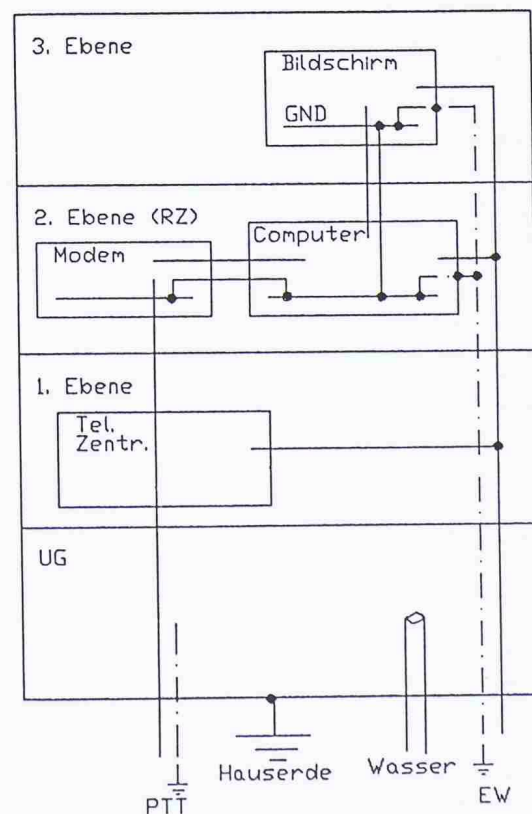 3. Ebene
Bildschirm
GND
2. Ebene (RZ)
Modem
Computer
1. Ebene
Tel.
Zentr.
UG
Hauserde
Wasser
PTT
EW